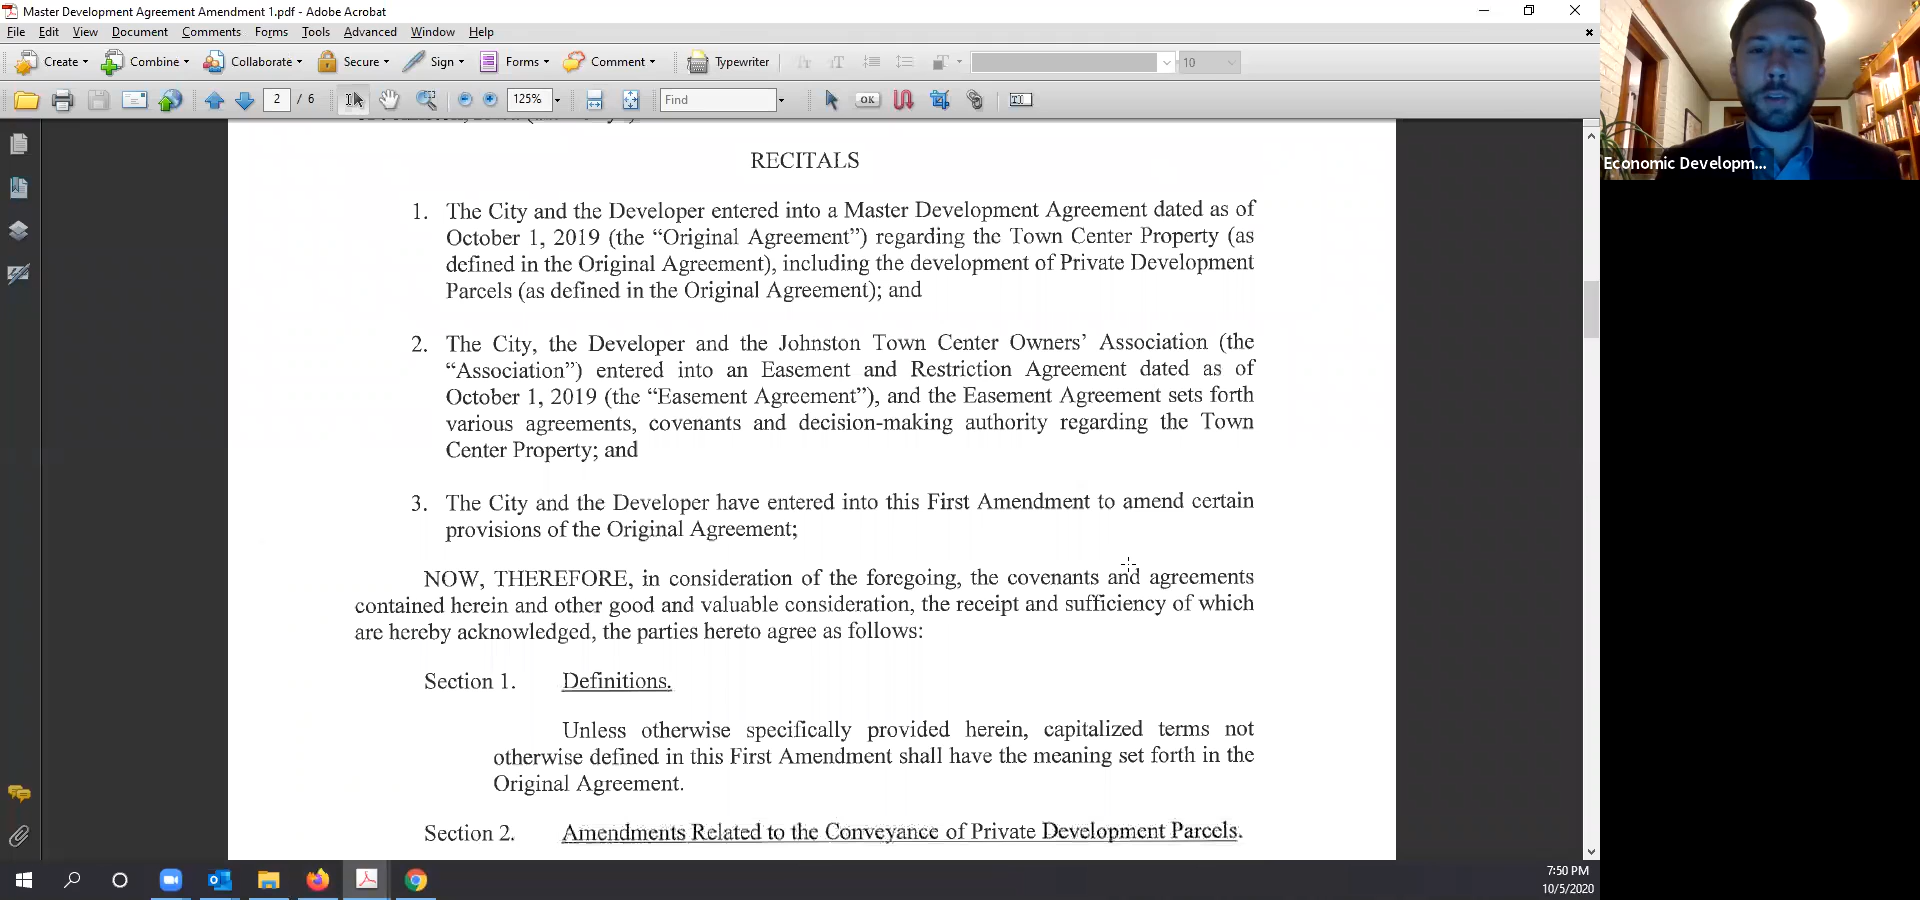 Master Development Agreement Amendment 1.pdf - Adobe Acrobat
File Edit View Document Comments Forms Tools Advanced Window Help
Create Combine Collaborate Secure Sign Forms Comment Typewriter 10
2 / 6 125% Find OK
RECITALS
1. The City and the Developer entered into a Master Development Agreement dated as of
October 1, 2019 (the “Original Agreement”) regarding the Town Center Property (as
defined in the Original Agreement), including the development of Private Development
Parcels (as defined in the Original Agreement); and
2. The City, the Developer and the Johnston Town Center Owners’ Association (the
“Association”) entered into an Easement and Restriction Agreement dated as of
October 1, 2019 (the “Easement Agreement”), and the Easement Agreement sets forth
various agreements, covenants and decision-making authority regarding the Town
Center Property; and
3. The City and the Developer have entered into this First Amendment to amend certain
provisions of the Original Agreement;
NOW, THEREFORE, in consideration of the foregoing, the covenants and agreements
contained herein and other good and valuable consideration, the receipt and sufficiency of which
are hereby acknowledged, the parties hereto agree as follows:
Section 1. Definitions.
Unless otherwise specifically provided herein, capitalized terms not
otherwise defined in this First Amendment shall have the meaning set forth in the
Original Agreement.
Section 2. Amendments Related to the Conveyance of Private Development Parcels.
Economic Developm...
7:50 PM
10/5/2020